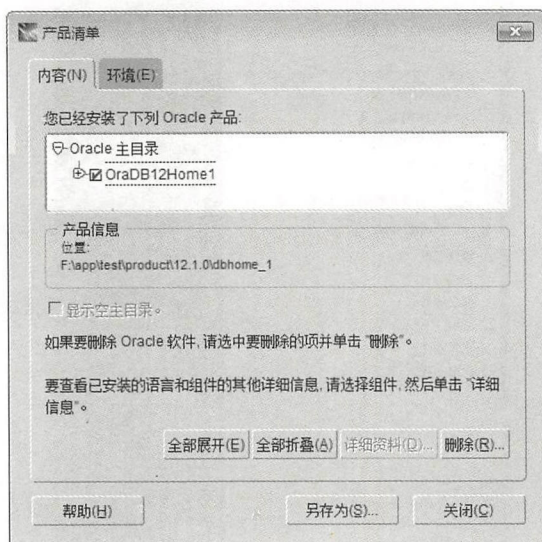 产品清单
内容(N) 环境(E)
您已经安装了下列 Oracle 产品:
Oracle 主目录
OraDB12Home1
产品信息
位置:
F:\app\test\product\12.1.0\dbhome_1
显示空主目录。
如果要删除 Oracle 软件, 请选中要删除的项并单击 "删除"。
要查看已安装的语言和组件的其他详细信息, 请选择组件, 然后单击 "详细
信息"。
全部展开(E) 全部折叠(A) 详细资料(D)... 删除(R)...
帮助(H) 另存为(S)... 关闭(C)